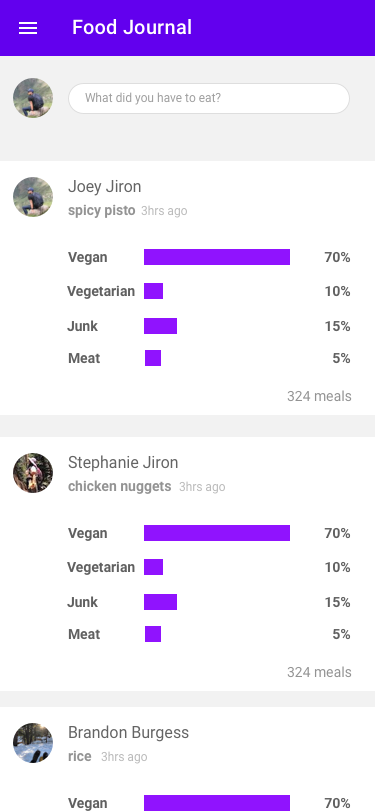 Food Journal
What did you have to eat?
Joey Jiron
spicy pisto 3hrs ago
Vegan 70%
Vegetarian 10%
Junk 15%
Meat 5%
324 meals
Stephanie Jiron
chicken nuggets 3hrs ago
Vegan 70%
Vegetarian 10%
Junk 15%
Meat 5%
324 meals
Brandon Burgess
rice 3hrs ago
Vegan 70%